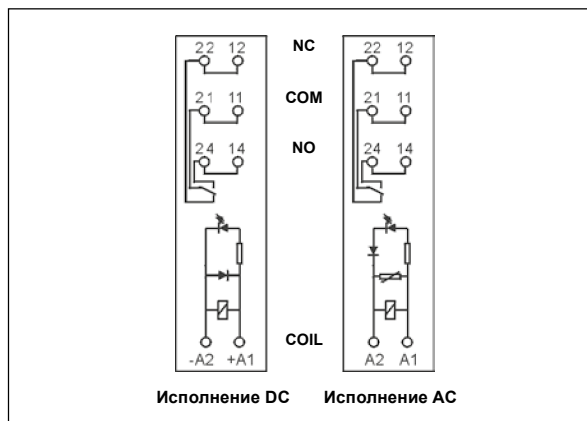 22 12 NC 22 12
21 11 COM 21 11
24 14 NO 24 14
COIL
-A2 +A1 A2 A1
Исполнение DC Исполнение AC